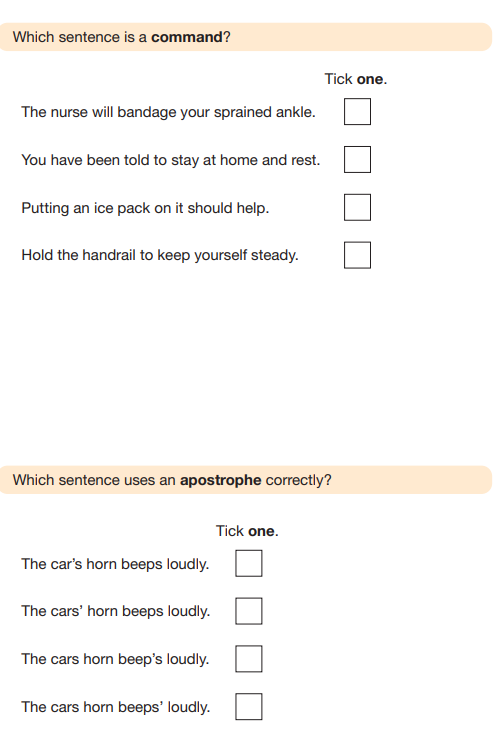 Which sentence is a command?
Tick one.
The nurse will bandage your sprained ankle.
You have been told to stay at home and rest.
Putting an ice pack on it should help.
Hold the handrail to keep yourself steady.
Which sentence uses an apostrophe correctly?
Tick one.
The car’s horn beeps loudly.
The cars’ horn beeps loudly.
The cars horn beep’s loudly.
The cars horn beeps’ loudly.